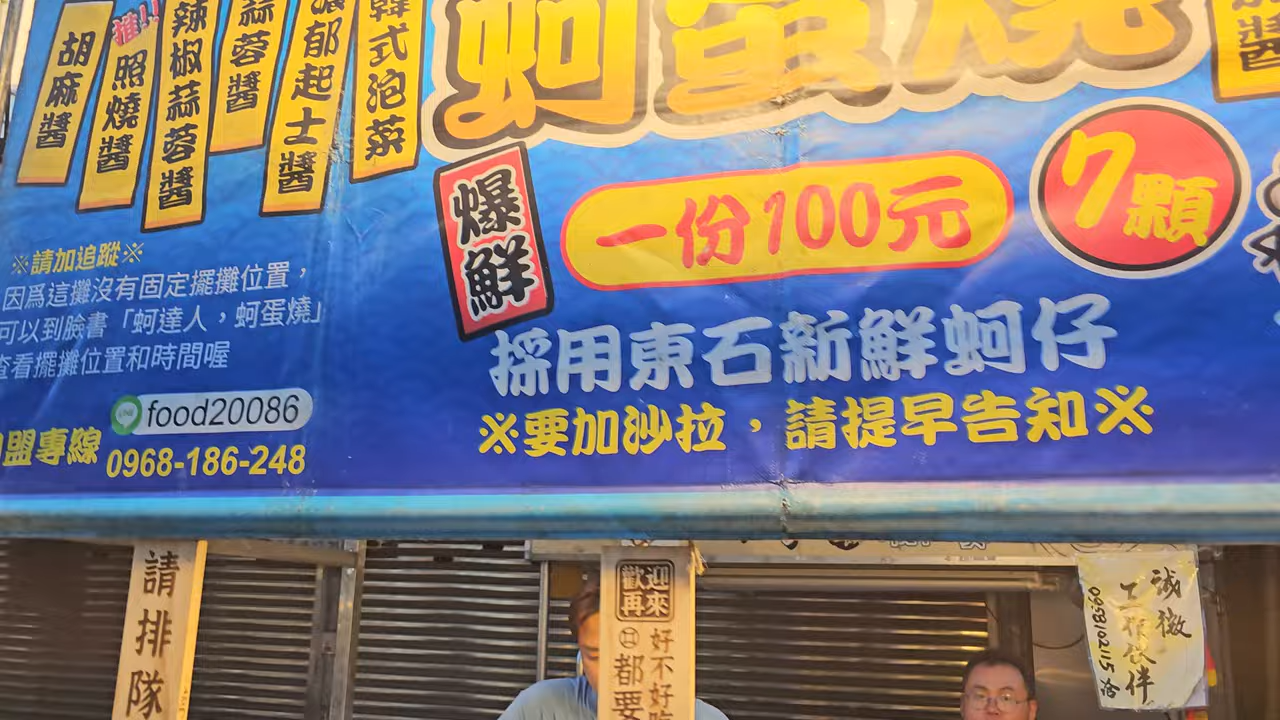 胡麻醬
推!!照燒醬
辣椒蒜蓉醬
蒜蓉醬
濃郁起士醬
韓式泡菜
蚵蛋燒
爆鮮
一份100元
7顆
採用東石新鮮蚵仔
※要加沙拉，請提早告知※
※請加追蹤※
因爲這攤沒有固定擺攤位置，
可以到臉書「蚵達人，蚵蛋燒」
查看擺攤位置和時間喔
LINE food20086
加盟專線 0968-186-248
請排隊
歡迎再來
好不好吃
都要
誠徵
工作伙伴